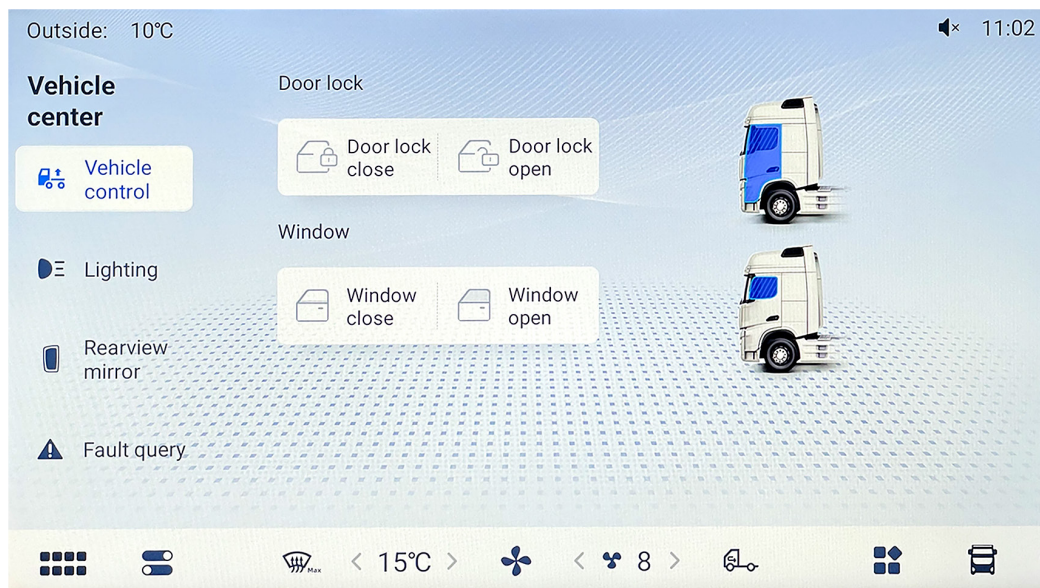 Outside: 10℃
11:02
Vehicle
center
Door lock
Vehicle
control
Door lock
close
Door lock
open
Window
Lighting
Window
close
Window
open
Rearview
mirror
Fault query
Max
15℃
8